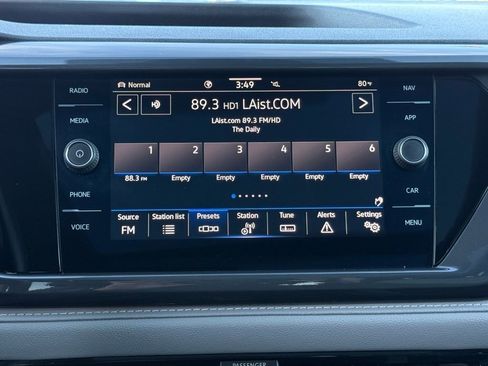 RADIO
MEDIA
PHONE
VOICE
Normal 3:49 80°F
89.3 HD1 LAist.COM
LAist.com 89.3 FM/HD
The Daily
1 2 3 4 5 6
88.3 FM Empty Empty Empty Empty Empty
Source Station list Presets Station Tune Alerts Settings
FM
NAV
APP
CAR
MENU
PASSENGER